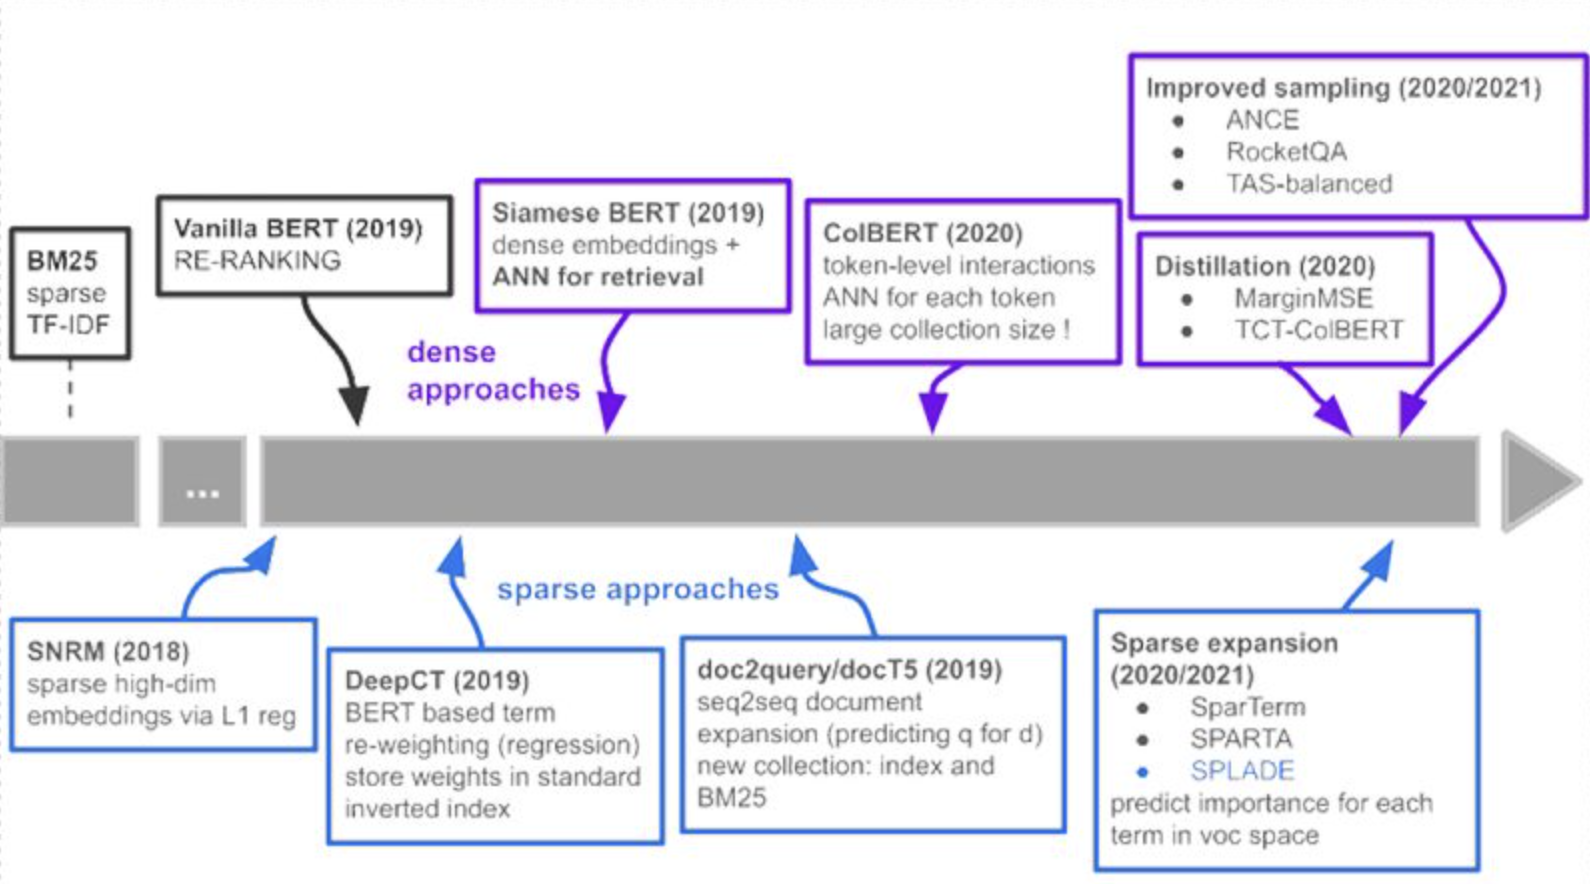 Improved sampling (2020/2021)
● ANCE
● RocketQA
● TAS-balanced
Vanilla BERT (2019)
RE-RANKING
Siamese BERT (2019)
dense embeddings +
ANN for retrieval
ColBERT (2020)
token-level interactions
ANN for each token
large collection size !
BM25
sparse
TF-IDF
Distillation (2020)
● MarginMSE
● TCT-ColBERT
dense
approaches
...
sparse approaches
SNRM (2018)
sparse high-dim
embeddings via L1 reg
DeepCT (2019)
BERT based term
re-weighting (regression)
store weights in standard
inverted index
doc2query/docT5 (2019)
seq2seq document
expansion (predicting q for d)
new collection: index and
BM25
Sparse expansion
(2020/2021)
● SparTerm
● SPARTA
● SPLADE
predict importance for each
term in voc space